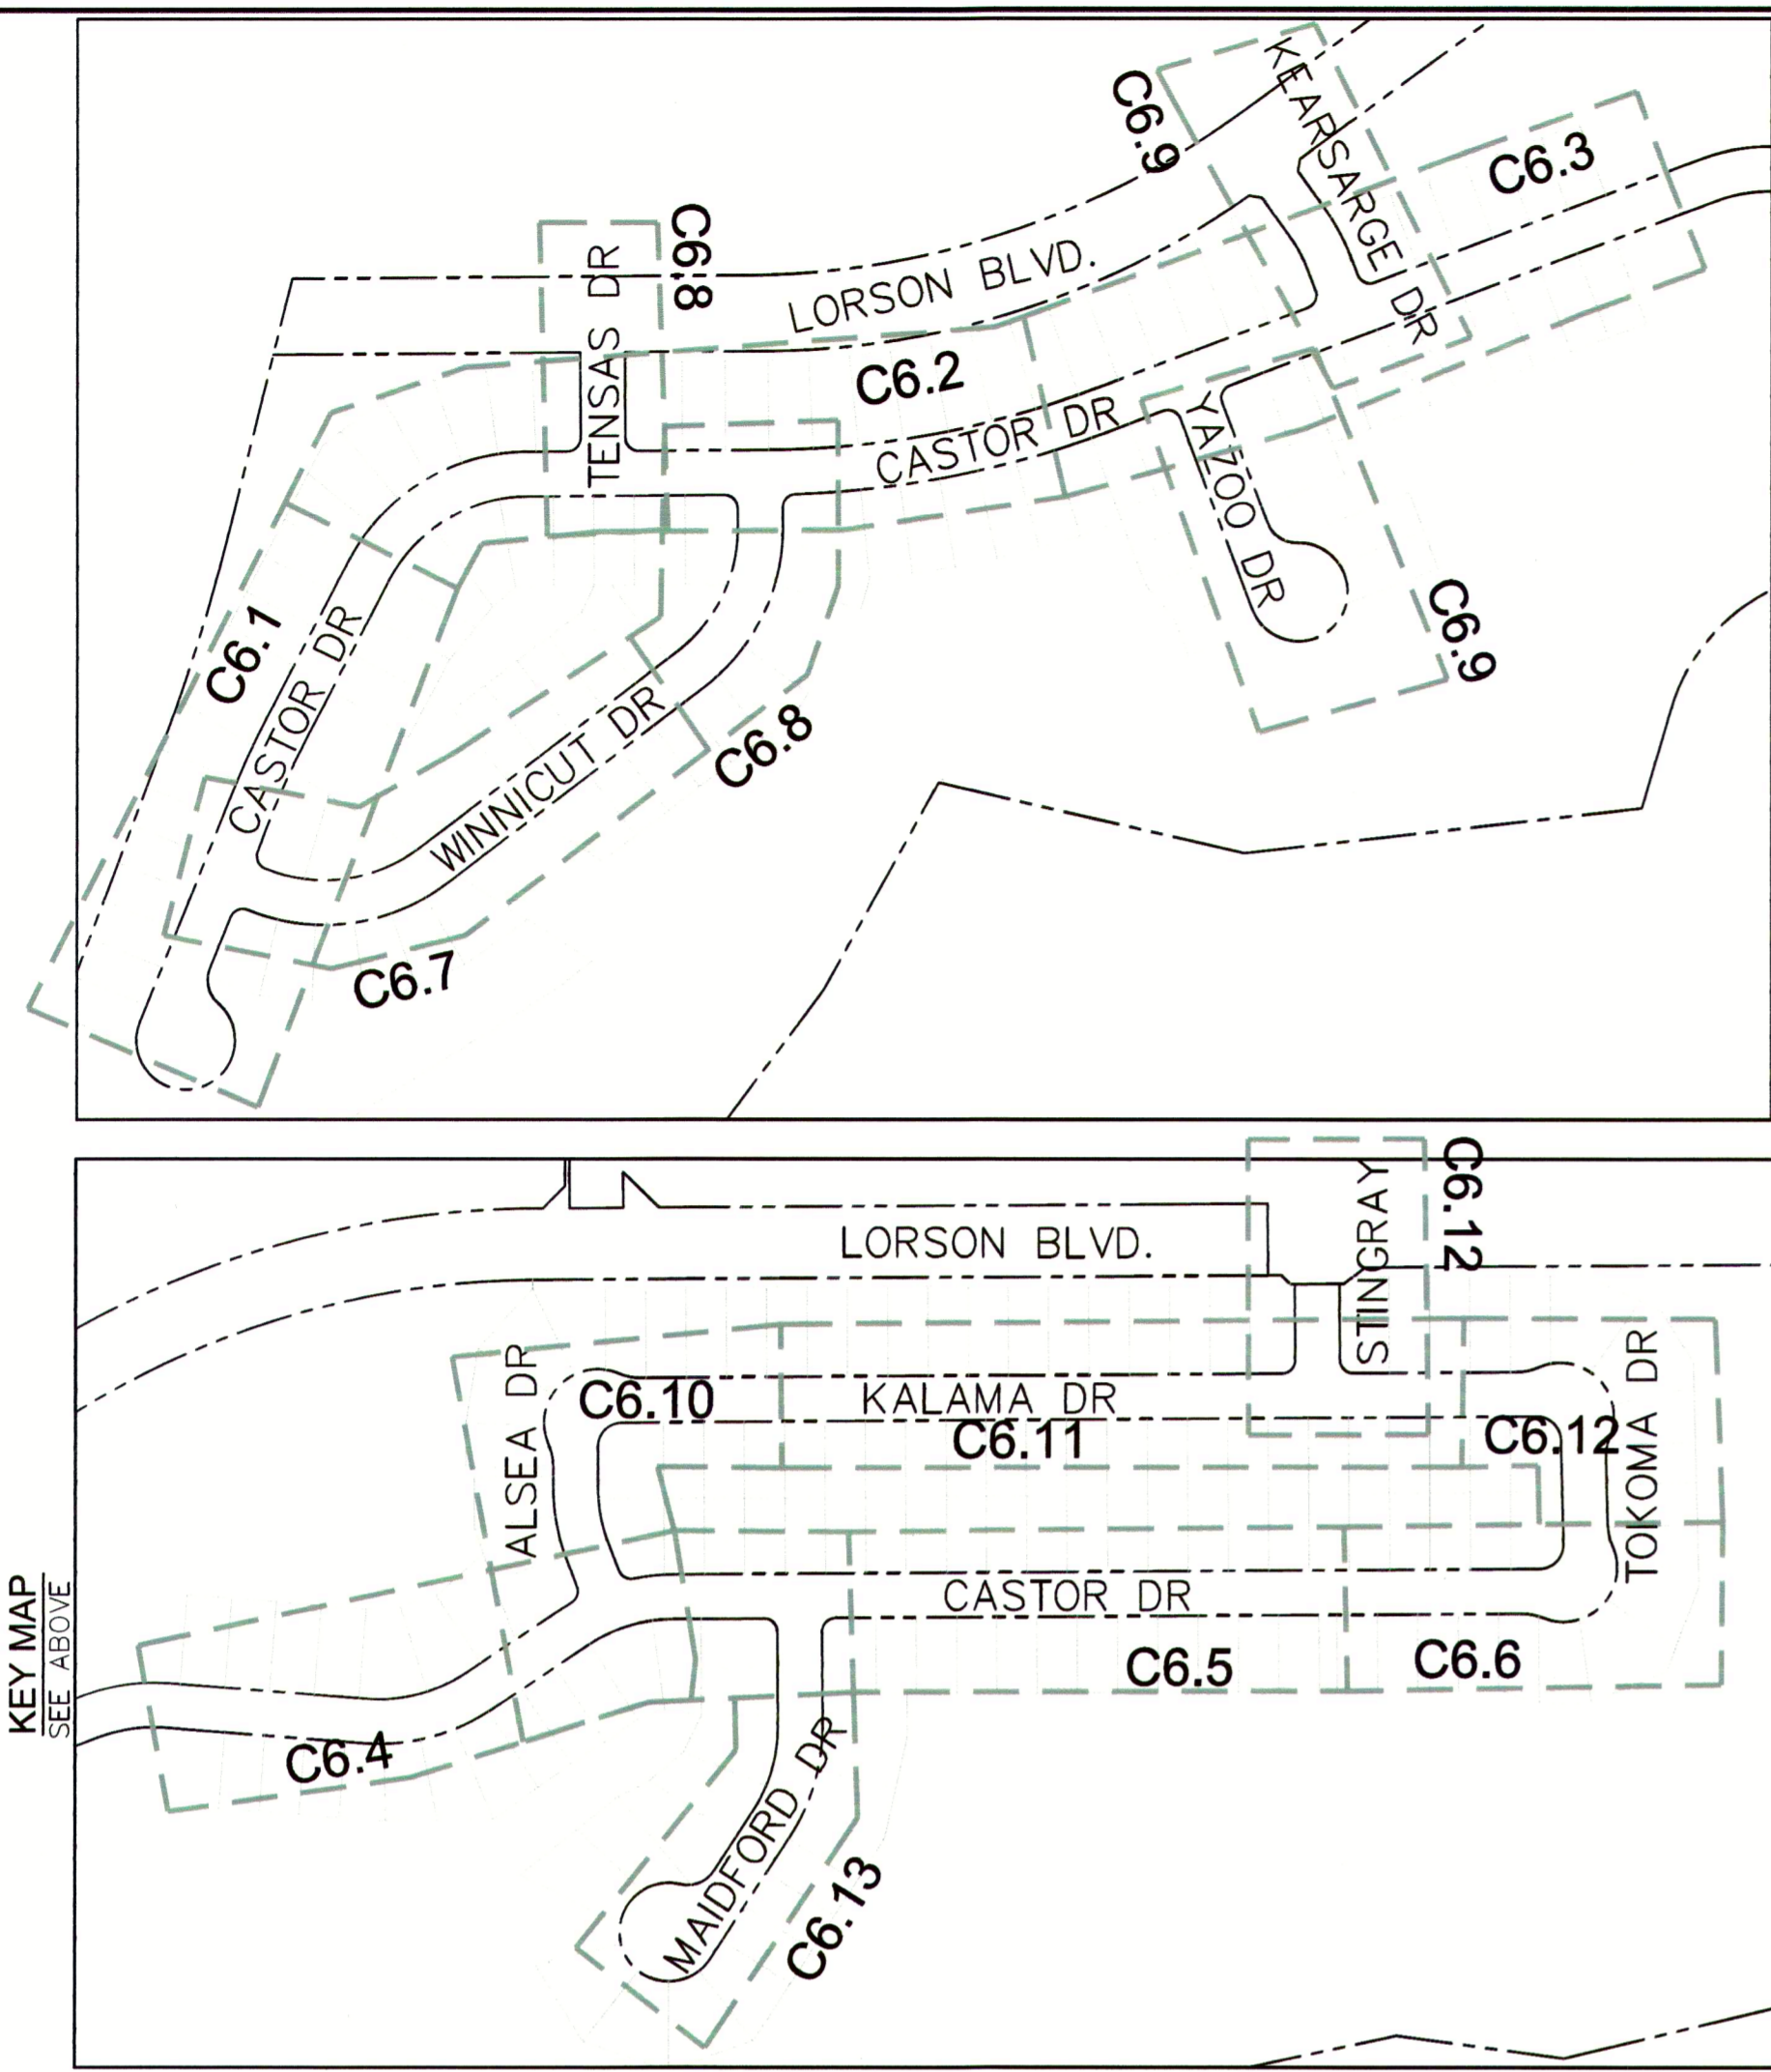 KEARSARGE DR
C6.9
C6.3
C6.8
TENSAS DR
LORSON BLVD.
C6.2
CASTOR DR
YAZOO DR
C6.9
C6.1
CASTOR DR
WINNICUT DR
C6.8
C6.7
C6.12
STINGRAY
LORSON BLVD.
ALSEA DR
C6.10
KALAMA DR
C6.11
C6.12
TOKOMA DR
CASTOR DR
C6.5
C6.6
C6.4
MAIDFORD DR
C6.13
KEY MAP
SEE ABOVE